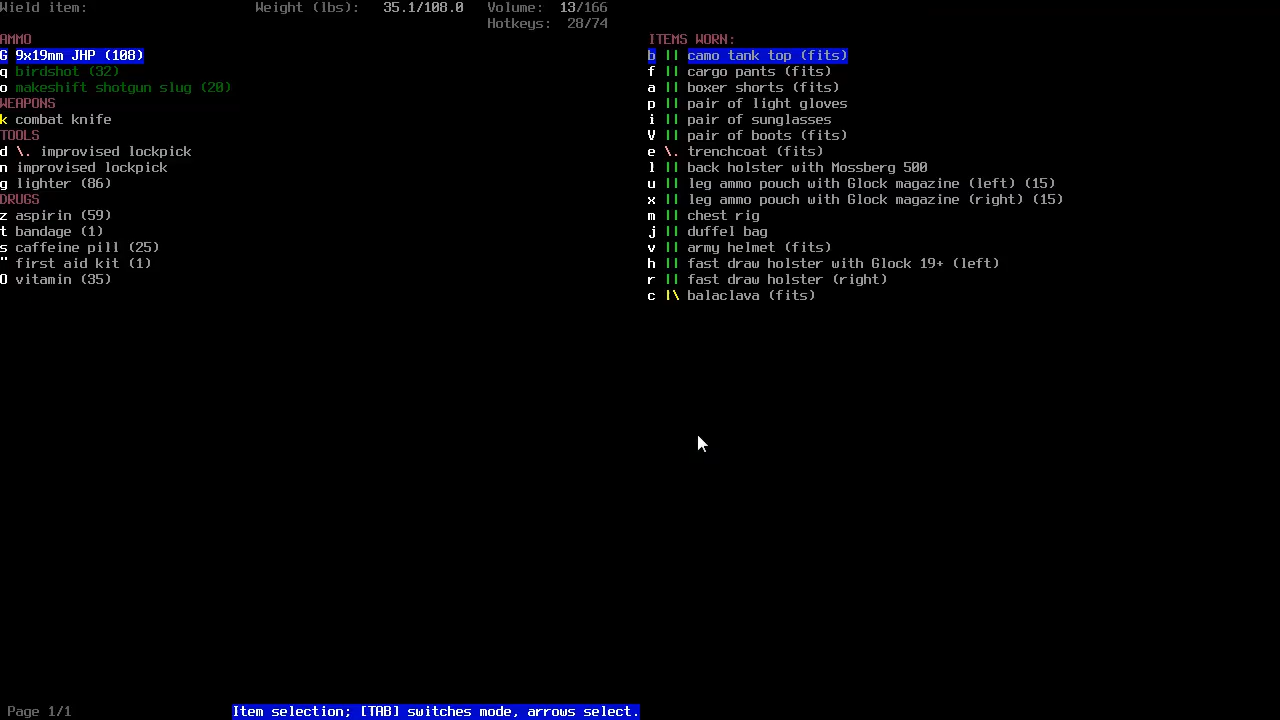 Wield item: Weight (lbs): 35.1/108.0 Volume: 13/166
Hotkeys: 28/74
AMMO
G 9x19mm JHP (108)
q birdshot (32)
o makeshift shotgun slug (20)
WEAPONS
k combat knife
TOOLS
d \. improvised lockpick
n improvised lockpick
g lighter (86)
DRUGS
z aspirin (59)
t bandage (1)
s caffeine pill (25)
" first aid kit (1)
O vitamin (35)
ITEMS WORN:
b || camo tank top (fits)
f || cargo pants (fits)
a || boxer shorts (fits)
p || pair of light gloves
i || pair of sunglasses
V || pair of boots (fits)
e \. trenchcoat (fits)
l || back holster with Mossberg 500
u || leg ammo pouch with Glock magazine (left) (15)
x || leg ammo pouch with Glock magazine (right) (15)
m || chest rig
j || duffel bag
v || army helmet (fits)
h || fast draw holster with Glock 19+ (left)
r || fast draw holster (right)
c |\ balaclava (fits)
Page 1/1 Item selection; [TAB] switches mode, arrows select.